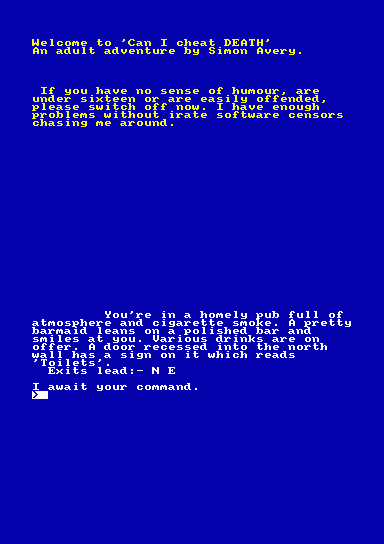 Welcome to 'Can I cheat DEATH'
An adult adventure by Simon Avery.
If you have no sense of humour, are
under sixteen or are easily offended,
please switch off now. I have enough
problems without irate software censors
chasing me around.
You're in a homely pub full of
atmosphere and cigarette smoke. A pretty
barmaid leans on a polished bar and
smiles at you. Various drinks are on
offer. A door recessed into the north
wall has a sign on it which reads
'Toilets'.
Exits lead:- N E
I await your command.
>